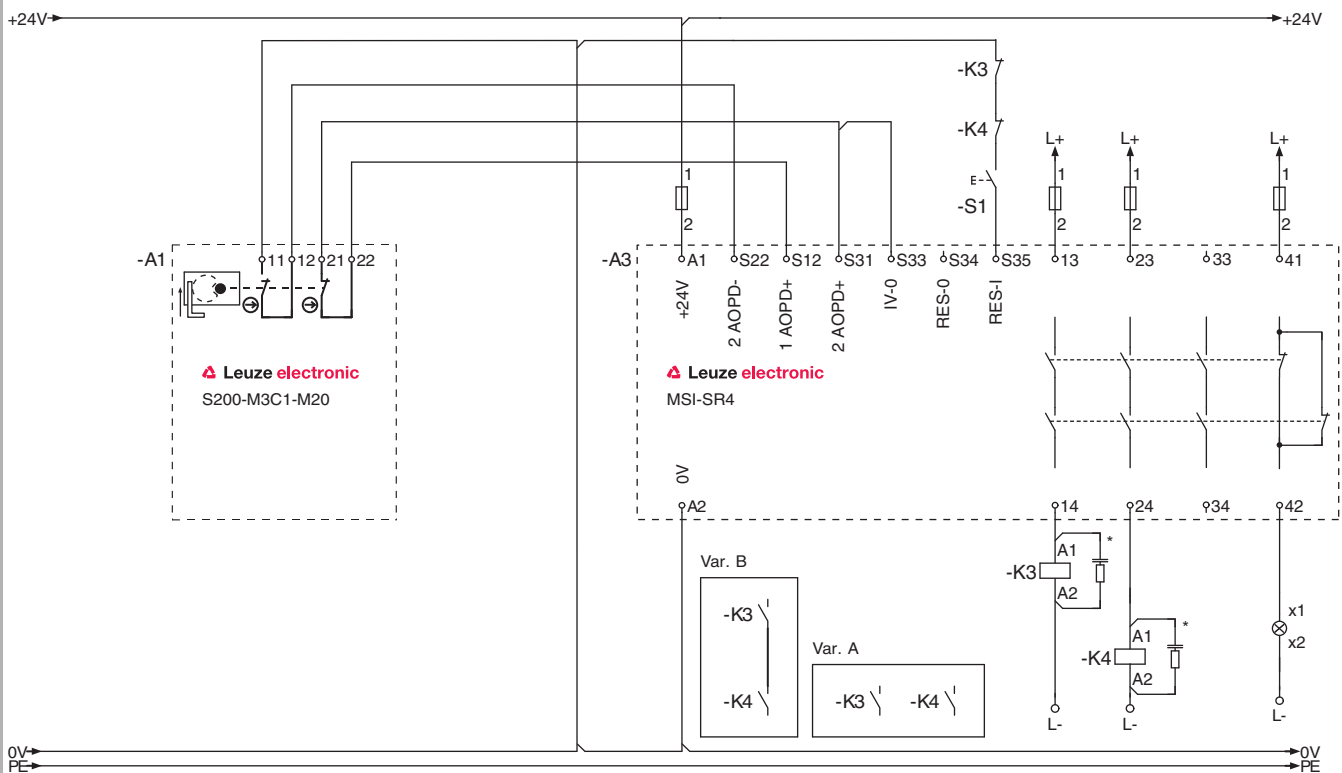 +24V
+24V
-K3
-K4
L+
L+
L+
E
-S1
1
2
1
2
1
2
1
2
-A1
11
12
21
22
-A3
A1
S22
S12
S31
S33
S34
S35
13
23
33
41
+24V
2 AOPD-
1 AOPD+
2 AOPD+
IV-0
RES-0
RES-I
Leuze electronic
S200-M3C1-M20
Leuze electronic
MSI-SR4
0V
A2
14
24
34
42
Var. B
-K3
-K4
Var. A
-K3
-K4
-K3
A1
A2
*
-K4
A1
A2
*
x1
x2
L-
L-
L-
0V
0V
PE
PE